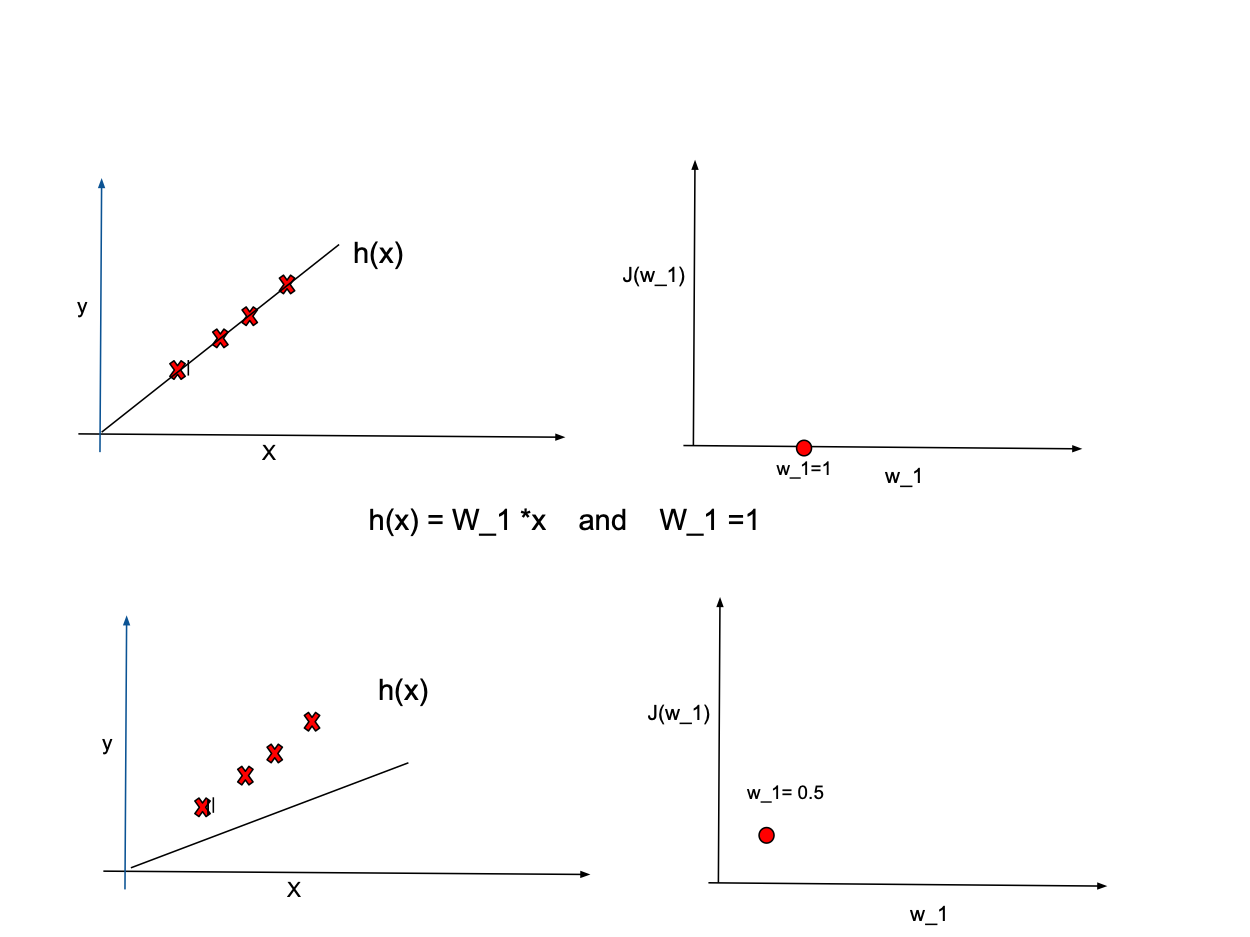 h(x)
y
X
J(w_1)
w_1=1
w_1
h(x) = W_1 *x and W_1 =1
h(x)
y
X
J(w_1)
w_1= 0.5
w_1